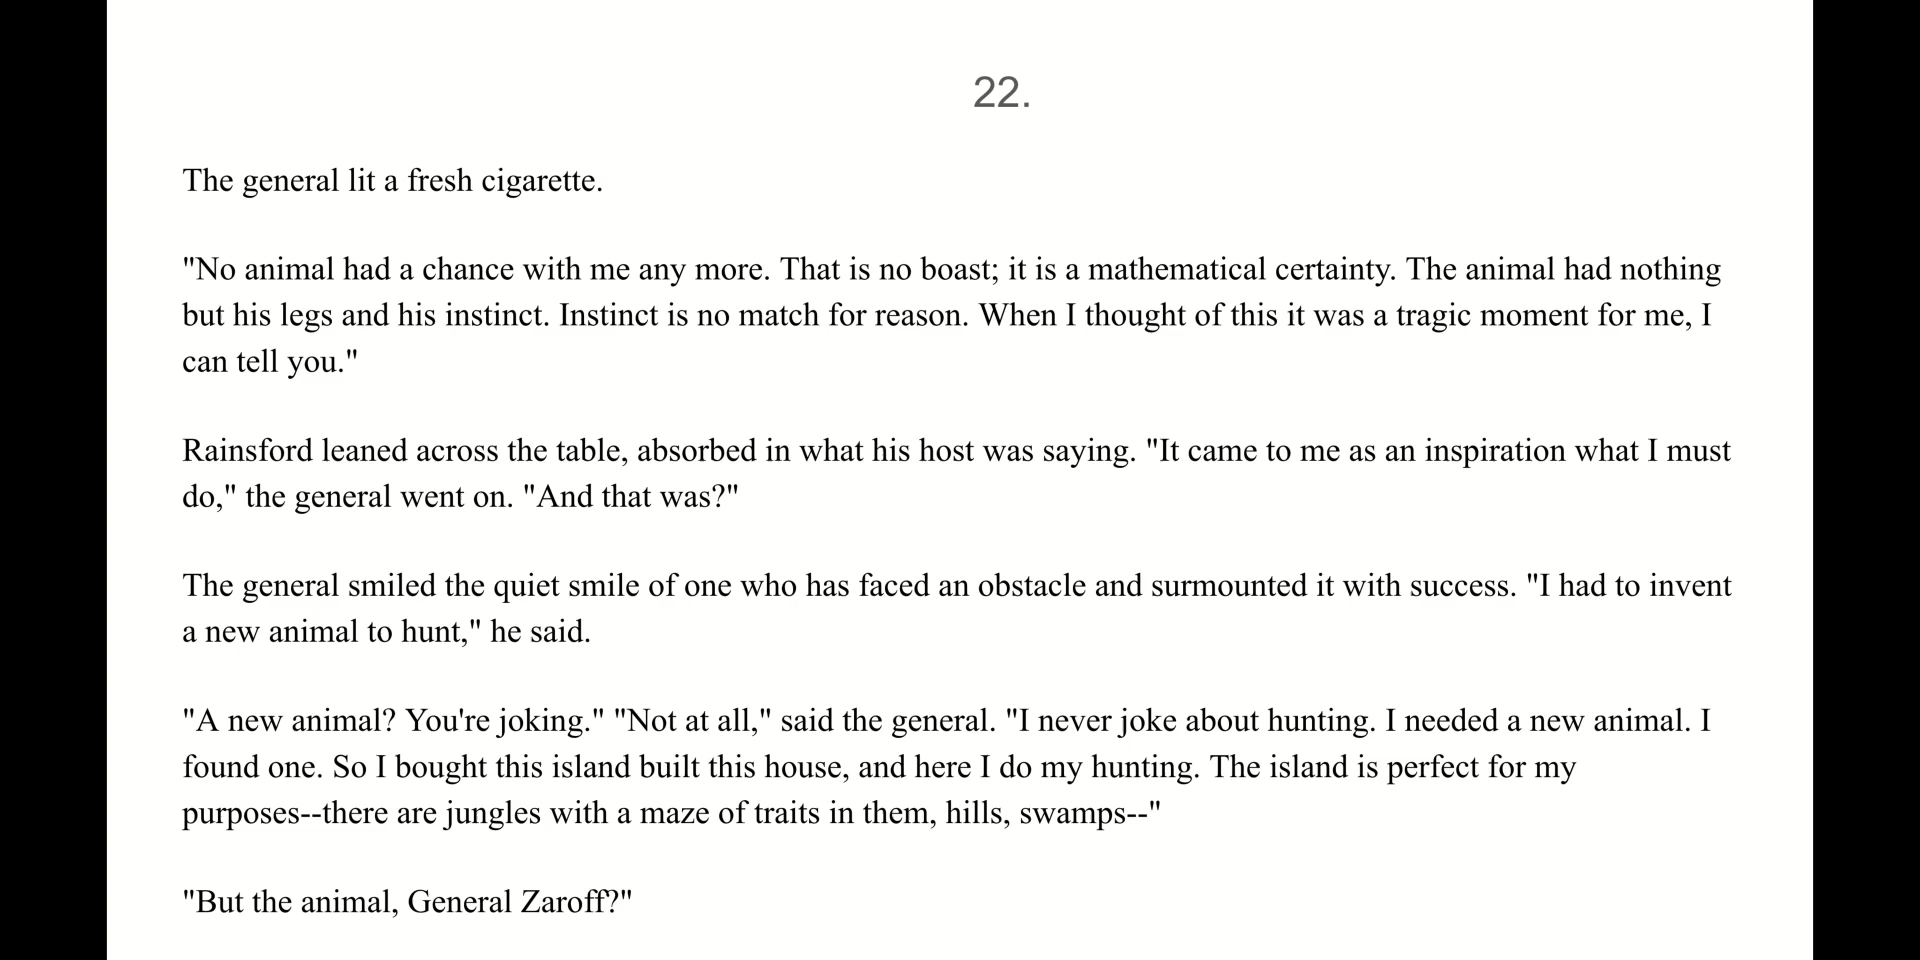 22.
The general lit a fresh cigarette.
"No animal had a chance with me any more. That is no boast; it is a mathematical certainty. The animal had nothing
but his legs and his instinct. Instinct is no match for reason. When I thought of this it was a tragic moment for me, I
can tell you."
Rainsford leaned across the table, absorbed in what his host was saying. "It came to me as an inspiration what I must
do," the general went on. "And that was?"
The general smiled the quiet smile of one who has faced an obstacle and surmounted it with success. "I had to invent
a new animal to hunt," he said.
"A new animal? You're joking." "Not at all," said the general. "I never joke about hunting. I needed a new animal. I
found one. So I bought this island built this house, and here I do my hunting. The island is perfect for my
purposes--there are jungles with a maze of traits in them, hills, swamps--"
"But the animal, General Zaroff?"